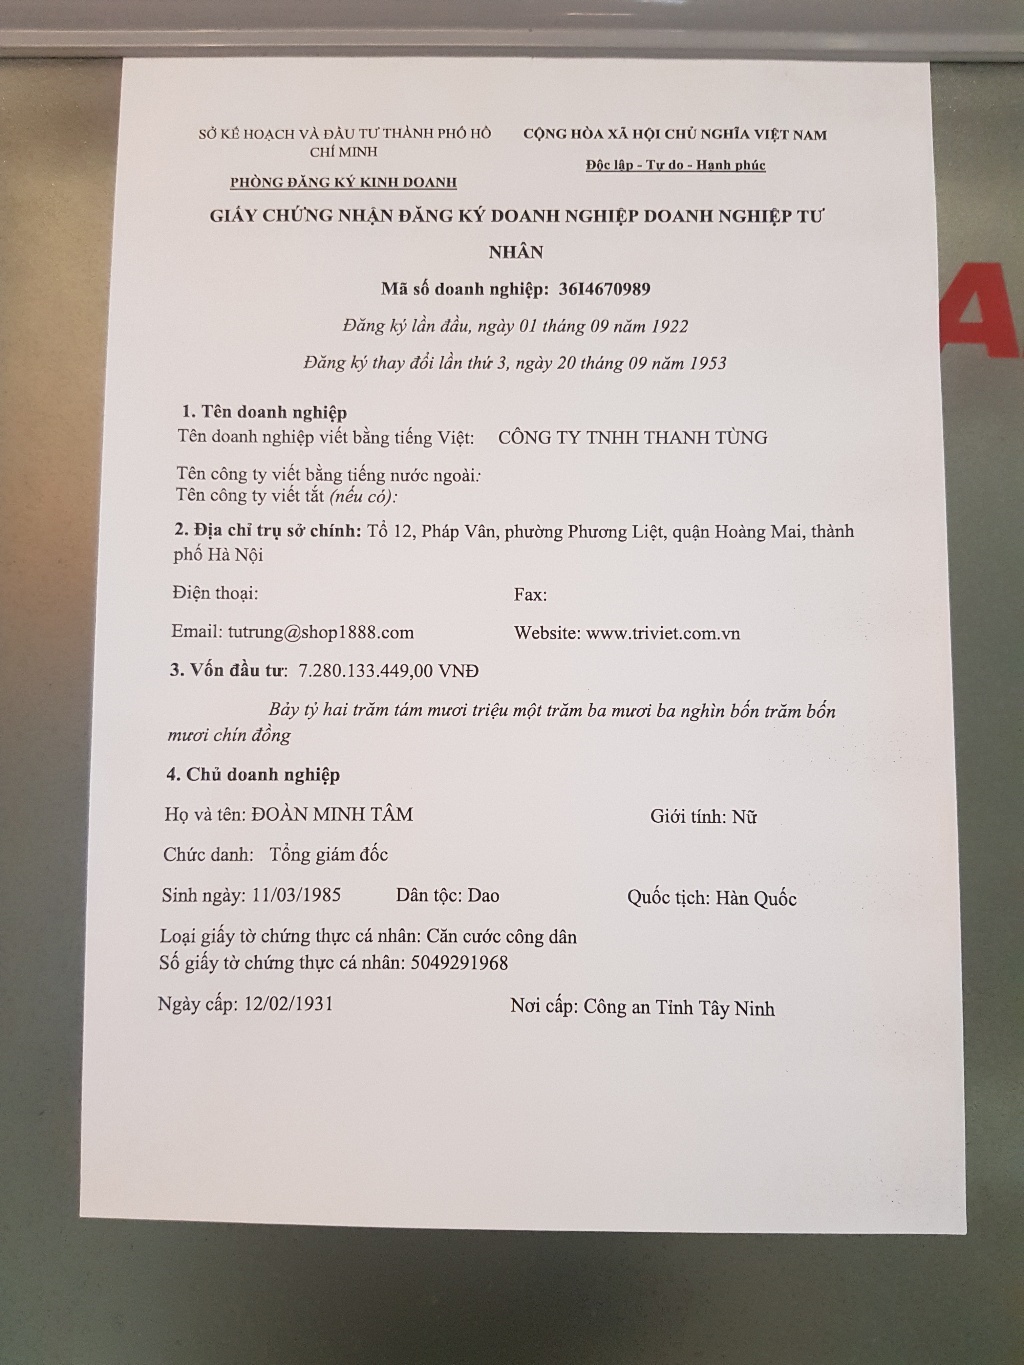 SỞ KẾ HOẠCH VÀ ĐẦU TƯ THÀNH PHỐ HỒ
CHÍ MINH
PHÒNG ĐĂNG KÝ KINH DOANH
CỘNG HÒA XÃ HỘI CHỦ NGHĨA VIỆT NAM
Độc lập - Tự do - Hạnh phúc
GIẤY CHỨNG NHẬN ĐĂNG KÝ DOANH NGHIỆP DOANH NGHIỆP TƯ
NHÂN
Mã số doanh nghiệp: 36I4670989
Đăng ký lần đầu, ngày 01 tháng 09 năm 1922
Đăng ký thay đổi lần thứ 3, ngày 20 tháng 09 năm 1953
1. Tên doanh nghiệp
Tên doanh nghiệp viết bằng tiếng Việt: CÔNG TY TNHH THANH TÙNG
Tên công ty viết bằng tiếng nước ngoài:
Tên công ty viết tắt (nếu có):
2. Địa chỉ trụ sở chính: Tổ 12, Pháp Vân, phường Phương Liệt, quận Hoàng Mai, thành
phố Hà Nội
Điện thoại: Fax:
Email: tutrung@shop1888.com Website: www.triviet.com.vn
3. Vốn đầu tư: 7.280.133.449,00 VNĐ
Bảy tỷ hai trăm tám mươi triệu một trăm ba mươi ba nghìn bốn trăm bốn
mươi chín đồng
4. Chủ doanh nghiệp
Họ và tên: ĐOÀN MINH TÂM Giới tính: Nữ
Chức danh: Tổng giám đốc
Sinh ngày: 11/03/1985 Dân tộc: Dao Quốc tịch: Hàn Quốc
Loại giấy tờ chứng thực cá nhân: Căn cước công dân
Số giấy tờ chứng thực cá nhân: 5049291968
Ngày cấp: 12/02/1931 Nơi cấp: Công an Tỉnh Tây Ninh
A